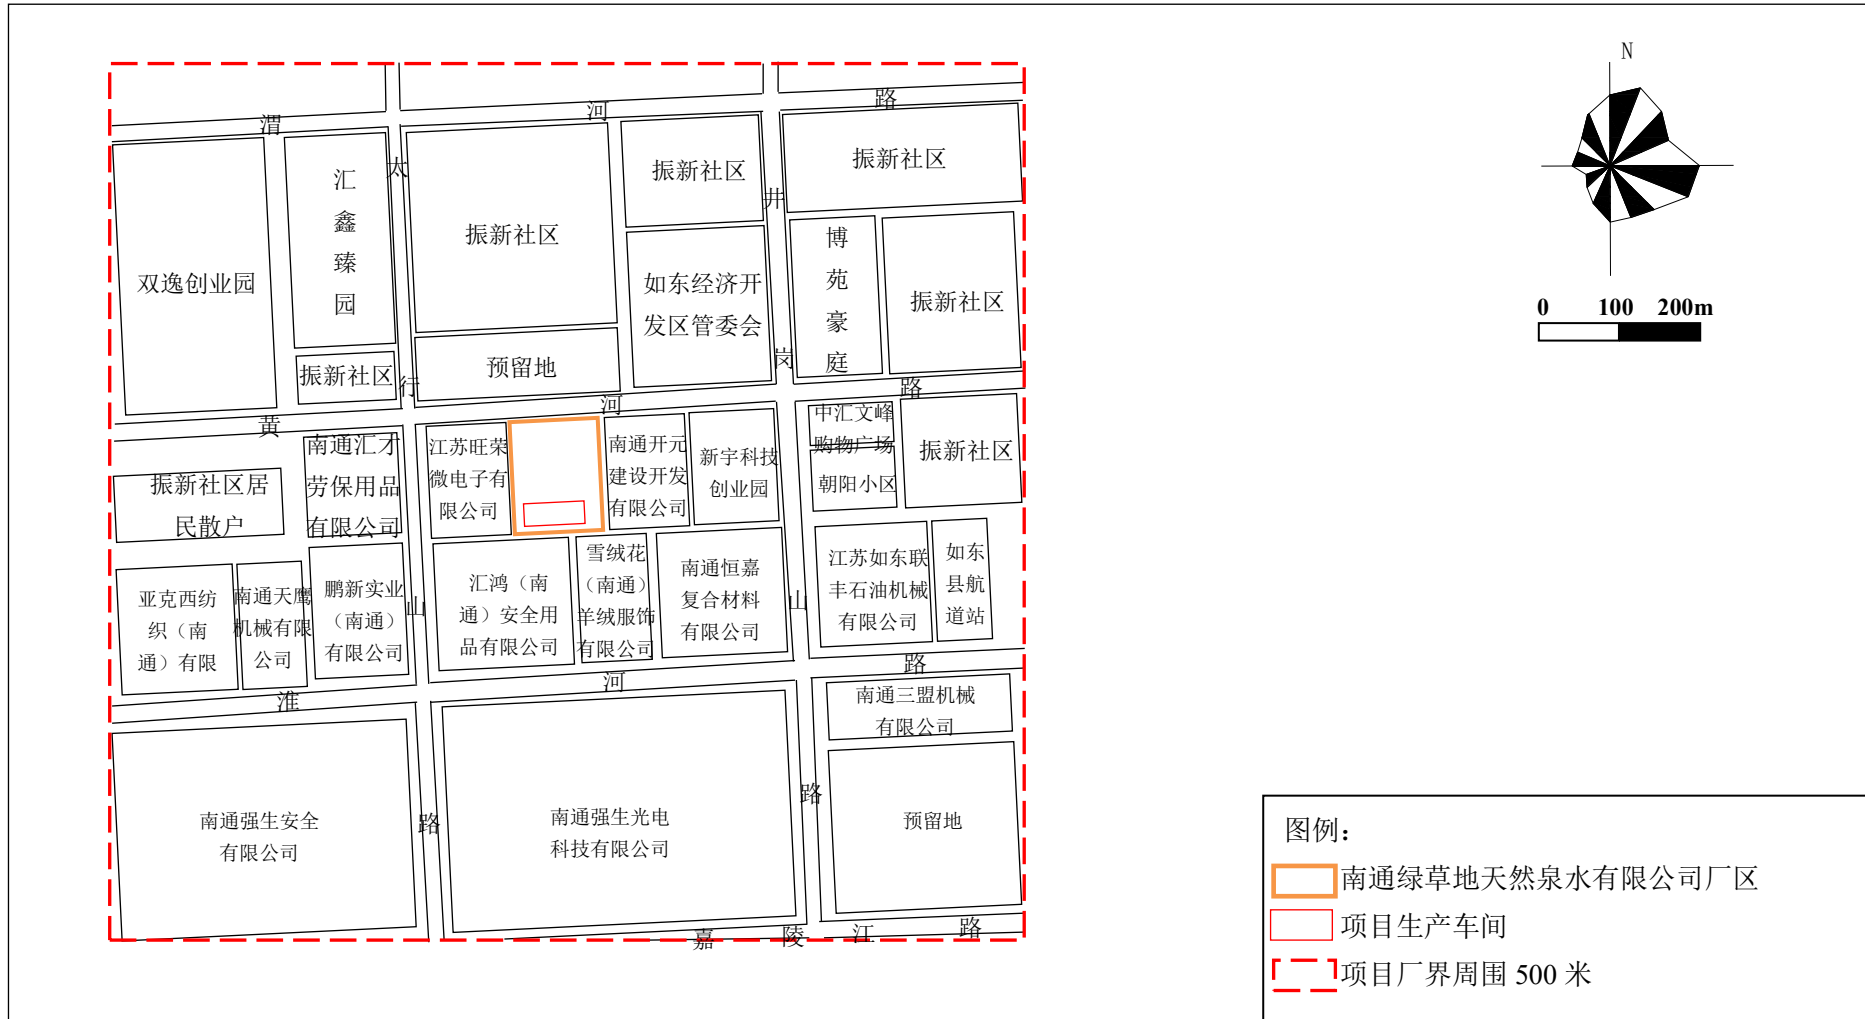 N
0 100 200m
渭河路
太行山路
井岗山路
黄河路
淮河路
嘉陵江路
双逸创业园
汇
鑫
臻
园
振新社区
振新社区
预留地
振新社区
如东经济开
发区管委会
振新社区
博
苑
豪
庭
振新社区
振新社区居
民散户
南通汇才
劳保用品
有限公司
江苏旺荣
微电子有
限公司
南通开元
建设开发
有限公司
新宇科技
创业园
中汇文峰
购物广场
朝阳小区
振新社区
亚克西纺
织（南
通）有限
南通天鹰
机械有限
公司
鹏新实业
（南通）
有限公司
汇鸿（南
通）安全用
品有限公司
雪绒花
（南通）
羊绒服饰
有限公司
南通恒嘉
复合材料
有限公司
江苏如东联
丰石油机械
有限公司
如东
县航
道站
南通强生安全
有限公司
南通强生光电
科技有限公司
南通三盟机械
有限公司
预留地
图例：
南通绿草地天然泉水有限公司厂区
项目生产车间
项目厂界周围 500 米